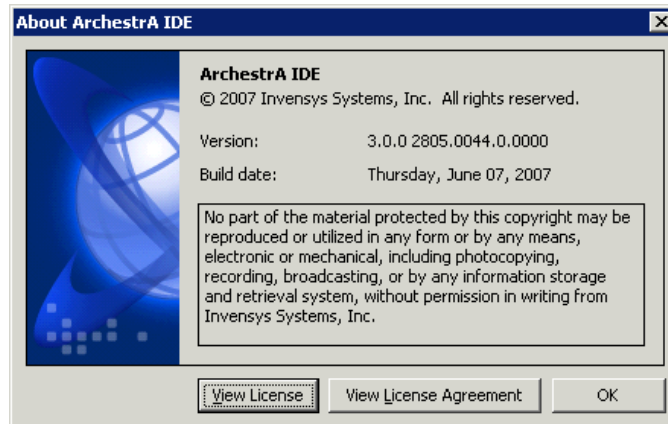 About ArchestrA IDE
ArchestrA IDE
© 2007 Invensys Systems, Inc. All rights reserved.
Version: 3.0.0 2805.0044.0.0000
Build date: Thursday, June 07, 2007
No part of the material protected by this copyright may be
reproduced or utilized in any form or by any means,
electronic or mechanical, including photocopying,
recording, broadcasting, or by any information storage
and retrieval system, without permission in writing from
Invensys Systems, Inc.
View License View License Agreement OK